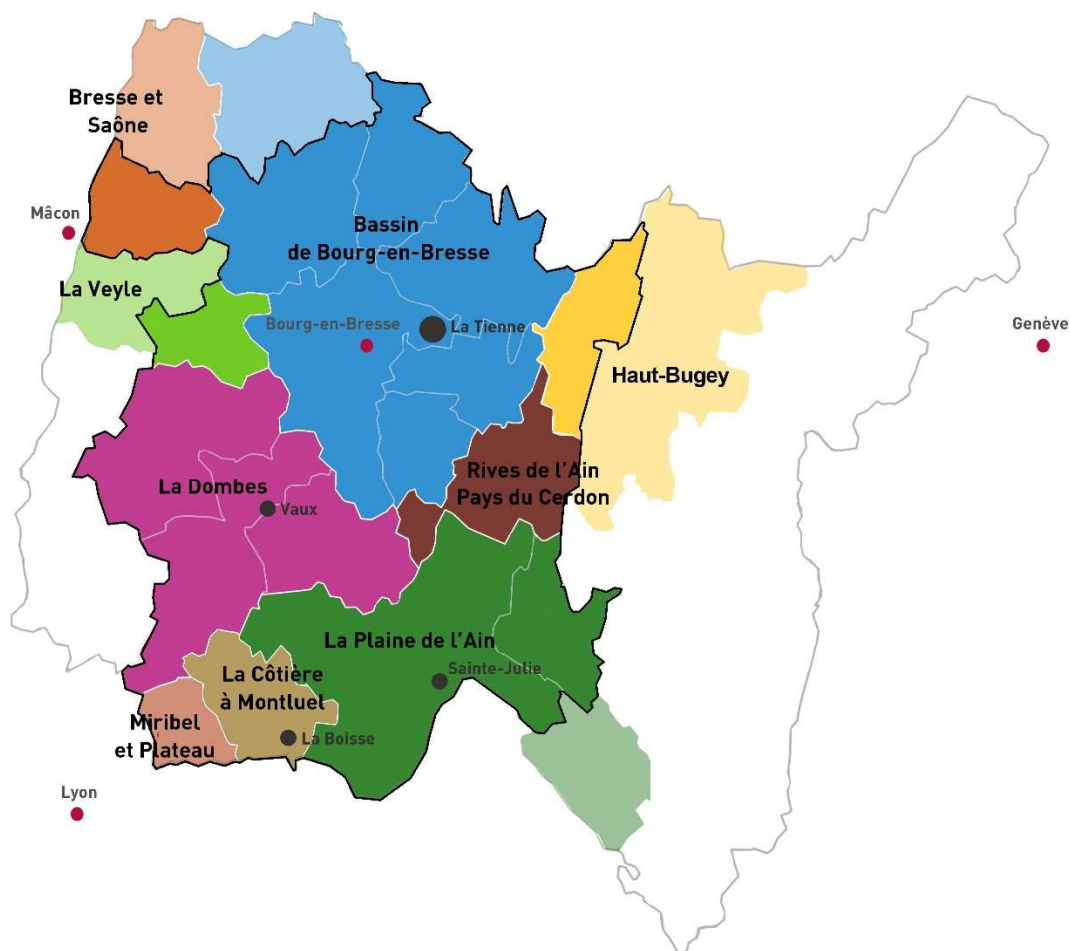 Bresse et
Saône
Mâcon
Bassin
de Bourg-en-Bresse
La Veyle
Bourg-en-Bresse
La Tienne
Genève
Haut-Bugey
Rives de l'Ain
Pays du Cerdon
La Dombes
Vaux
La Plaine de l'Ain
Sainte-Julie
La Côtière
à Montluel
Miribel
et Plateau
La Boisse
Lyon